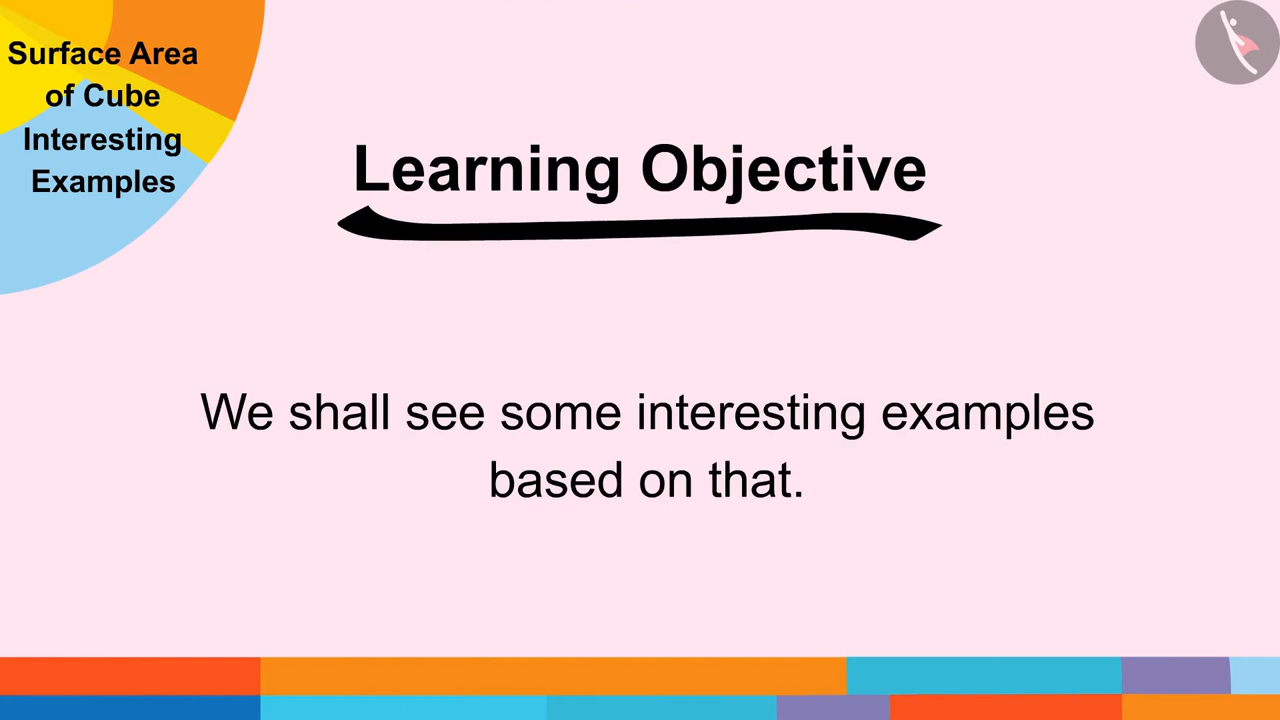 Surface Area
of Cube
Interesting
Examples
Learning Objective
We shall see some interesting examples
based on that.